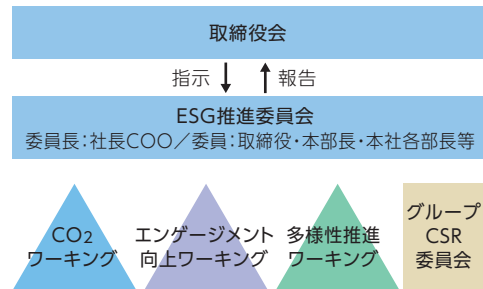 取締役会
指示 報告
ESG推進委員会
委員長：社長COO／委員：取締役・本部長・本社各部長等
CO2
ワーキング
エンゲージメント
向上ワーキング
多様性推進
ワーキング
グループ
CSR
委員会